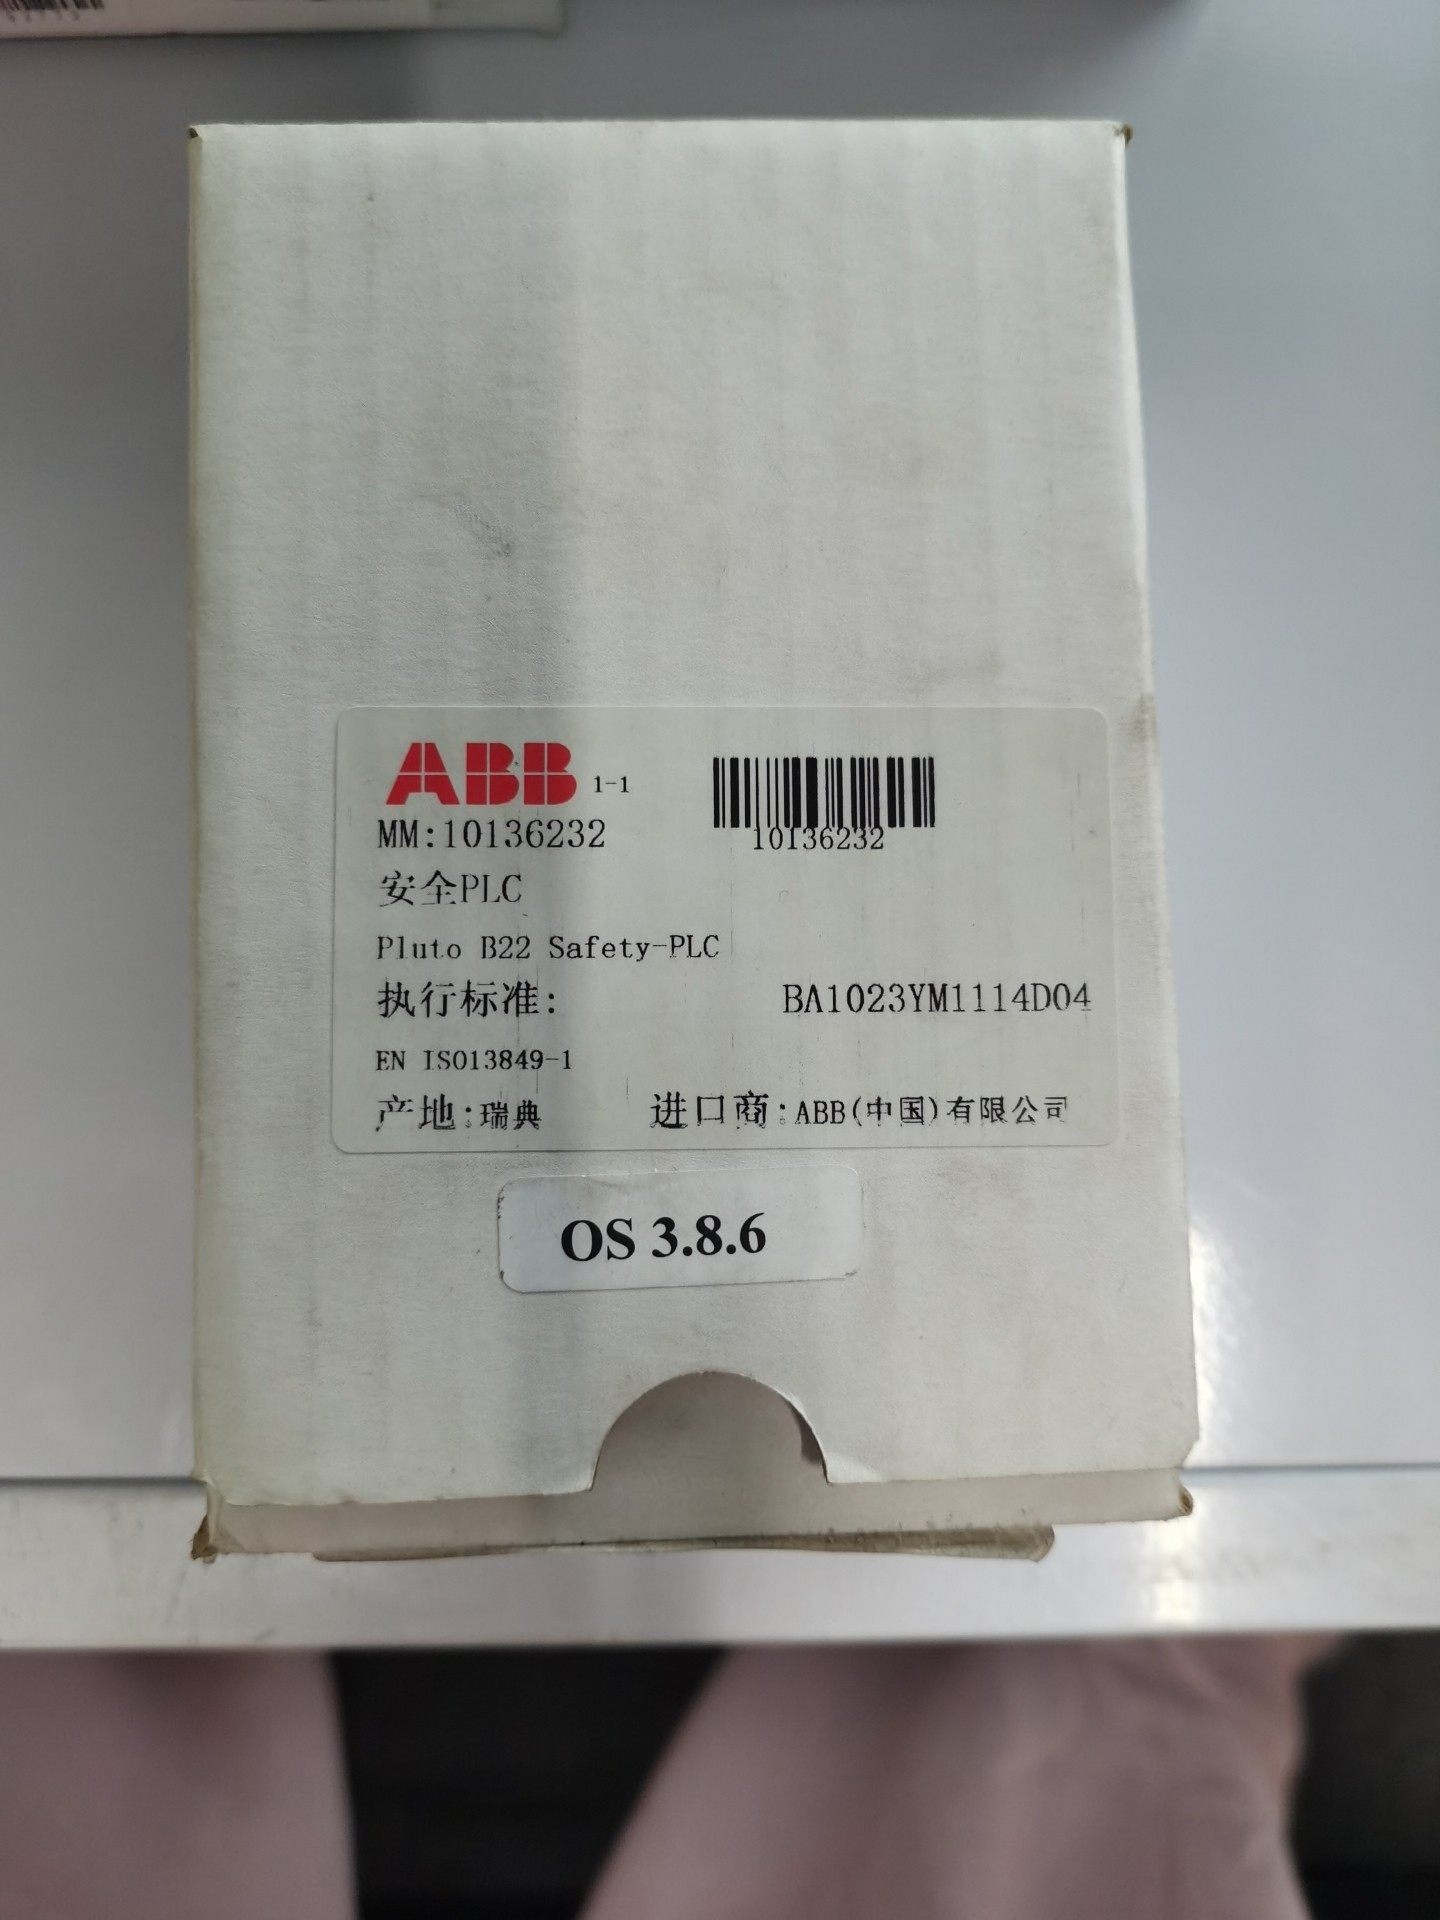 ABB 1-1
MM:10136232
10136232
安全PLC
Pluto B22 Safety-PLC
执行标准:
BA1023YM1114D04
EN ISO13849-1
产地:瑞典
进口商:ABB(中国)有限公司
OS 3.8.6